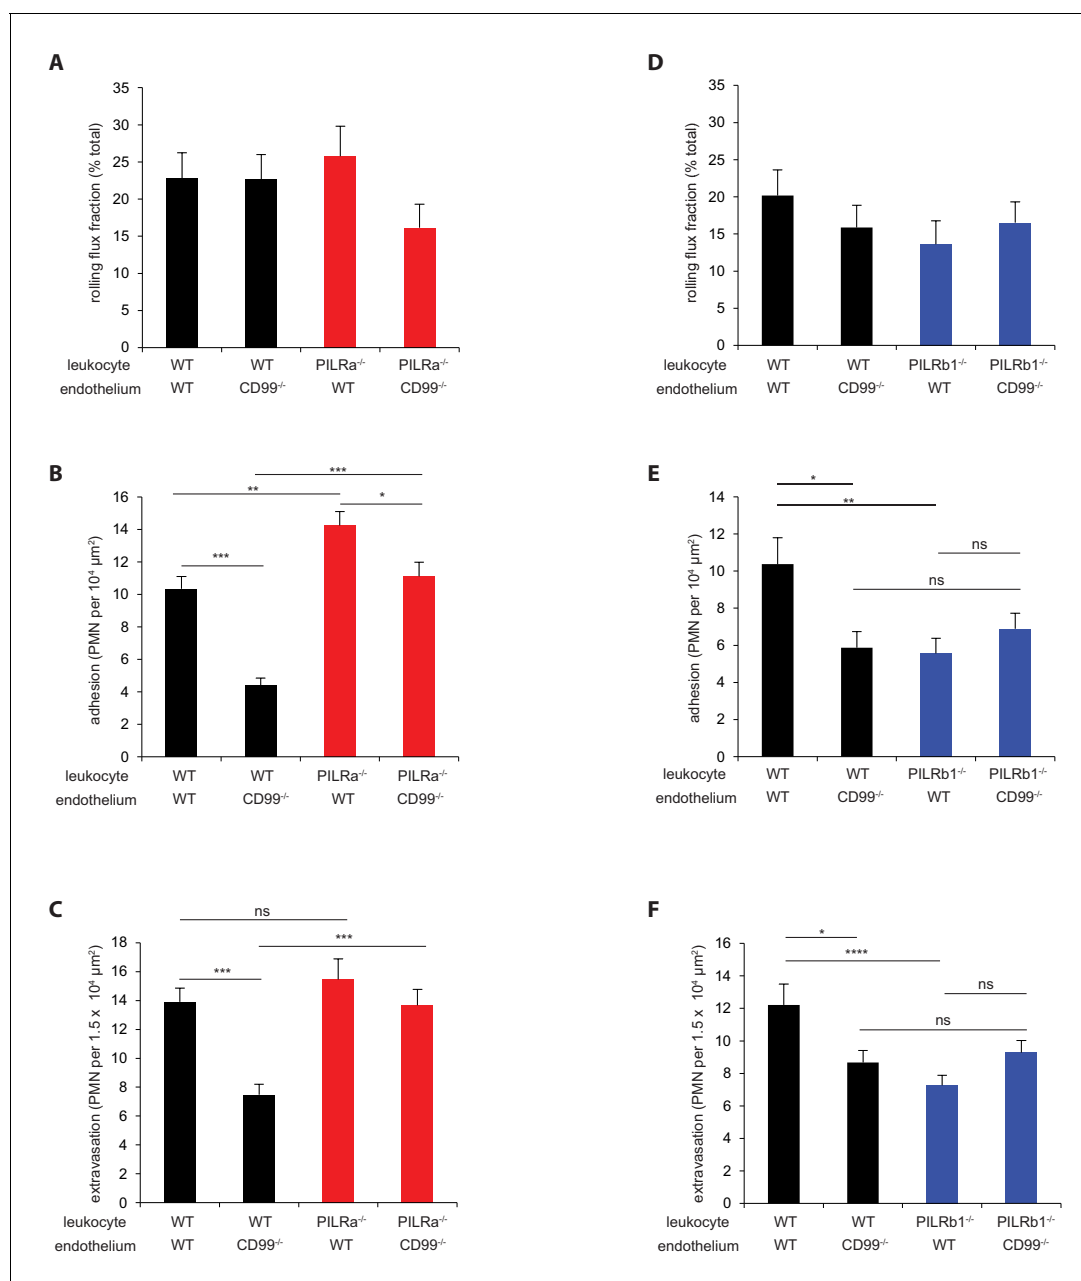 A
rolling flux fraction (% total)
35
30
25
20
15
10
5
0
leukocyte WT WT PILRa-/- PILRa-/-
endothelium WT CD99-/- WT CD99-/-
D
rolling flux fraction (% total)
35
30
25
20
15
10
5
0
leukocyte WT WT PILRb1-/- PILRb1-/-
endothelium WT CD99-/- WT CD99-/-
B
adhesion (PMN per 10⁴ µm²)
***
**
*
***
16
14
12
10
8
6
4
2
0
leukocyte WT WT PILRa-/- PILRa-/-
endothelium WT CD99-/- WT CD99-/-
E
adhesion (PMN per 10⁴ µm²)
*
**
ns
ns
14
12
10
8
6
4
2
0
leukocyte WT WT PILRb1-/- PILRb1-/-
endothelium WT CD99-/- WT CD99-/-
C
extravasation (PMN per 1.5 x 10⁴ µm²)
ns
***
***
18
16
14
12
10
8
6
4
2
0
leukocyte WT WT PILRa-/- PILRa-/-
endothelium WT CD99-/- WT CD99-/-
F
extravasation (PMN per 1.5 x 10⁴ µm²)
*
****
ns
ns
16
14
12
10
8
6
4
2
0
leukocyte WT WT PILRb1-/- PILRb1-/-
endothelium WT CD99-/- WT CD99-/-